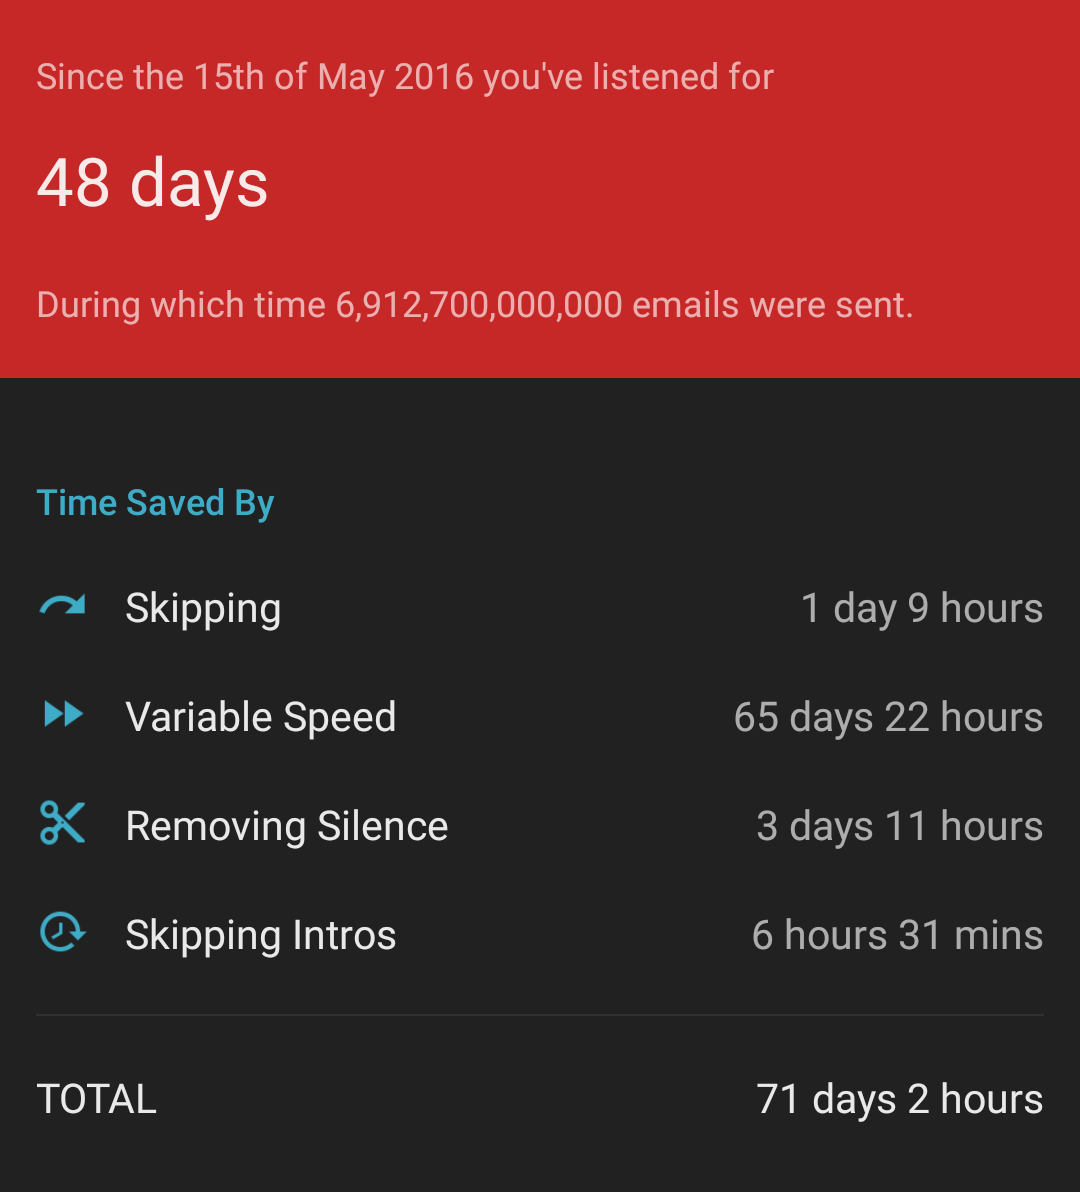 Since the 15th of May 2016 you've listened for
48 days
During which time 6,912,700,000,000 emails were sent.
Time Saved By
Skipping 1 day 9 hours
Variable Speed 65 days 22 hours
Removing Silence 3 days 11 hours
Skipping Intros 6 hours 31 mins
TOTAL 71 days 2 hours